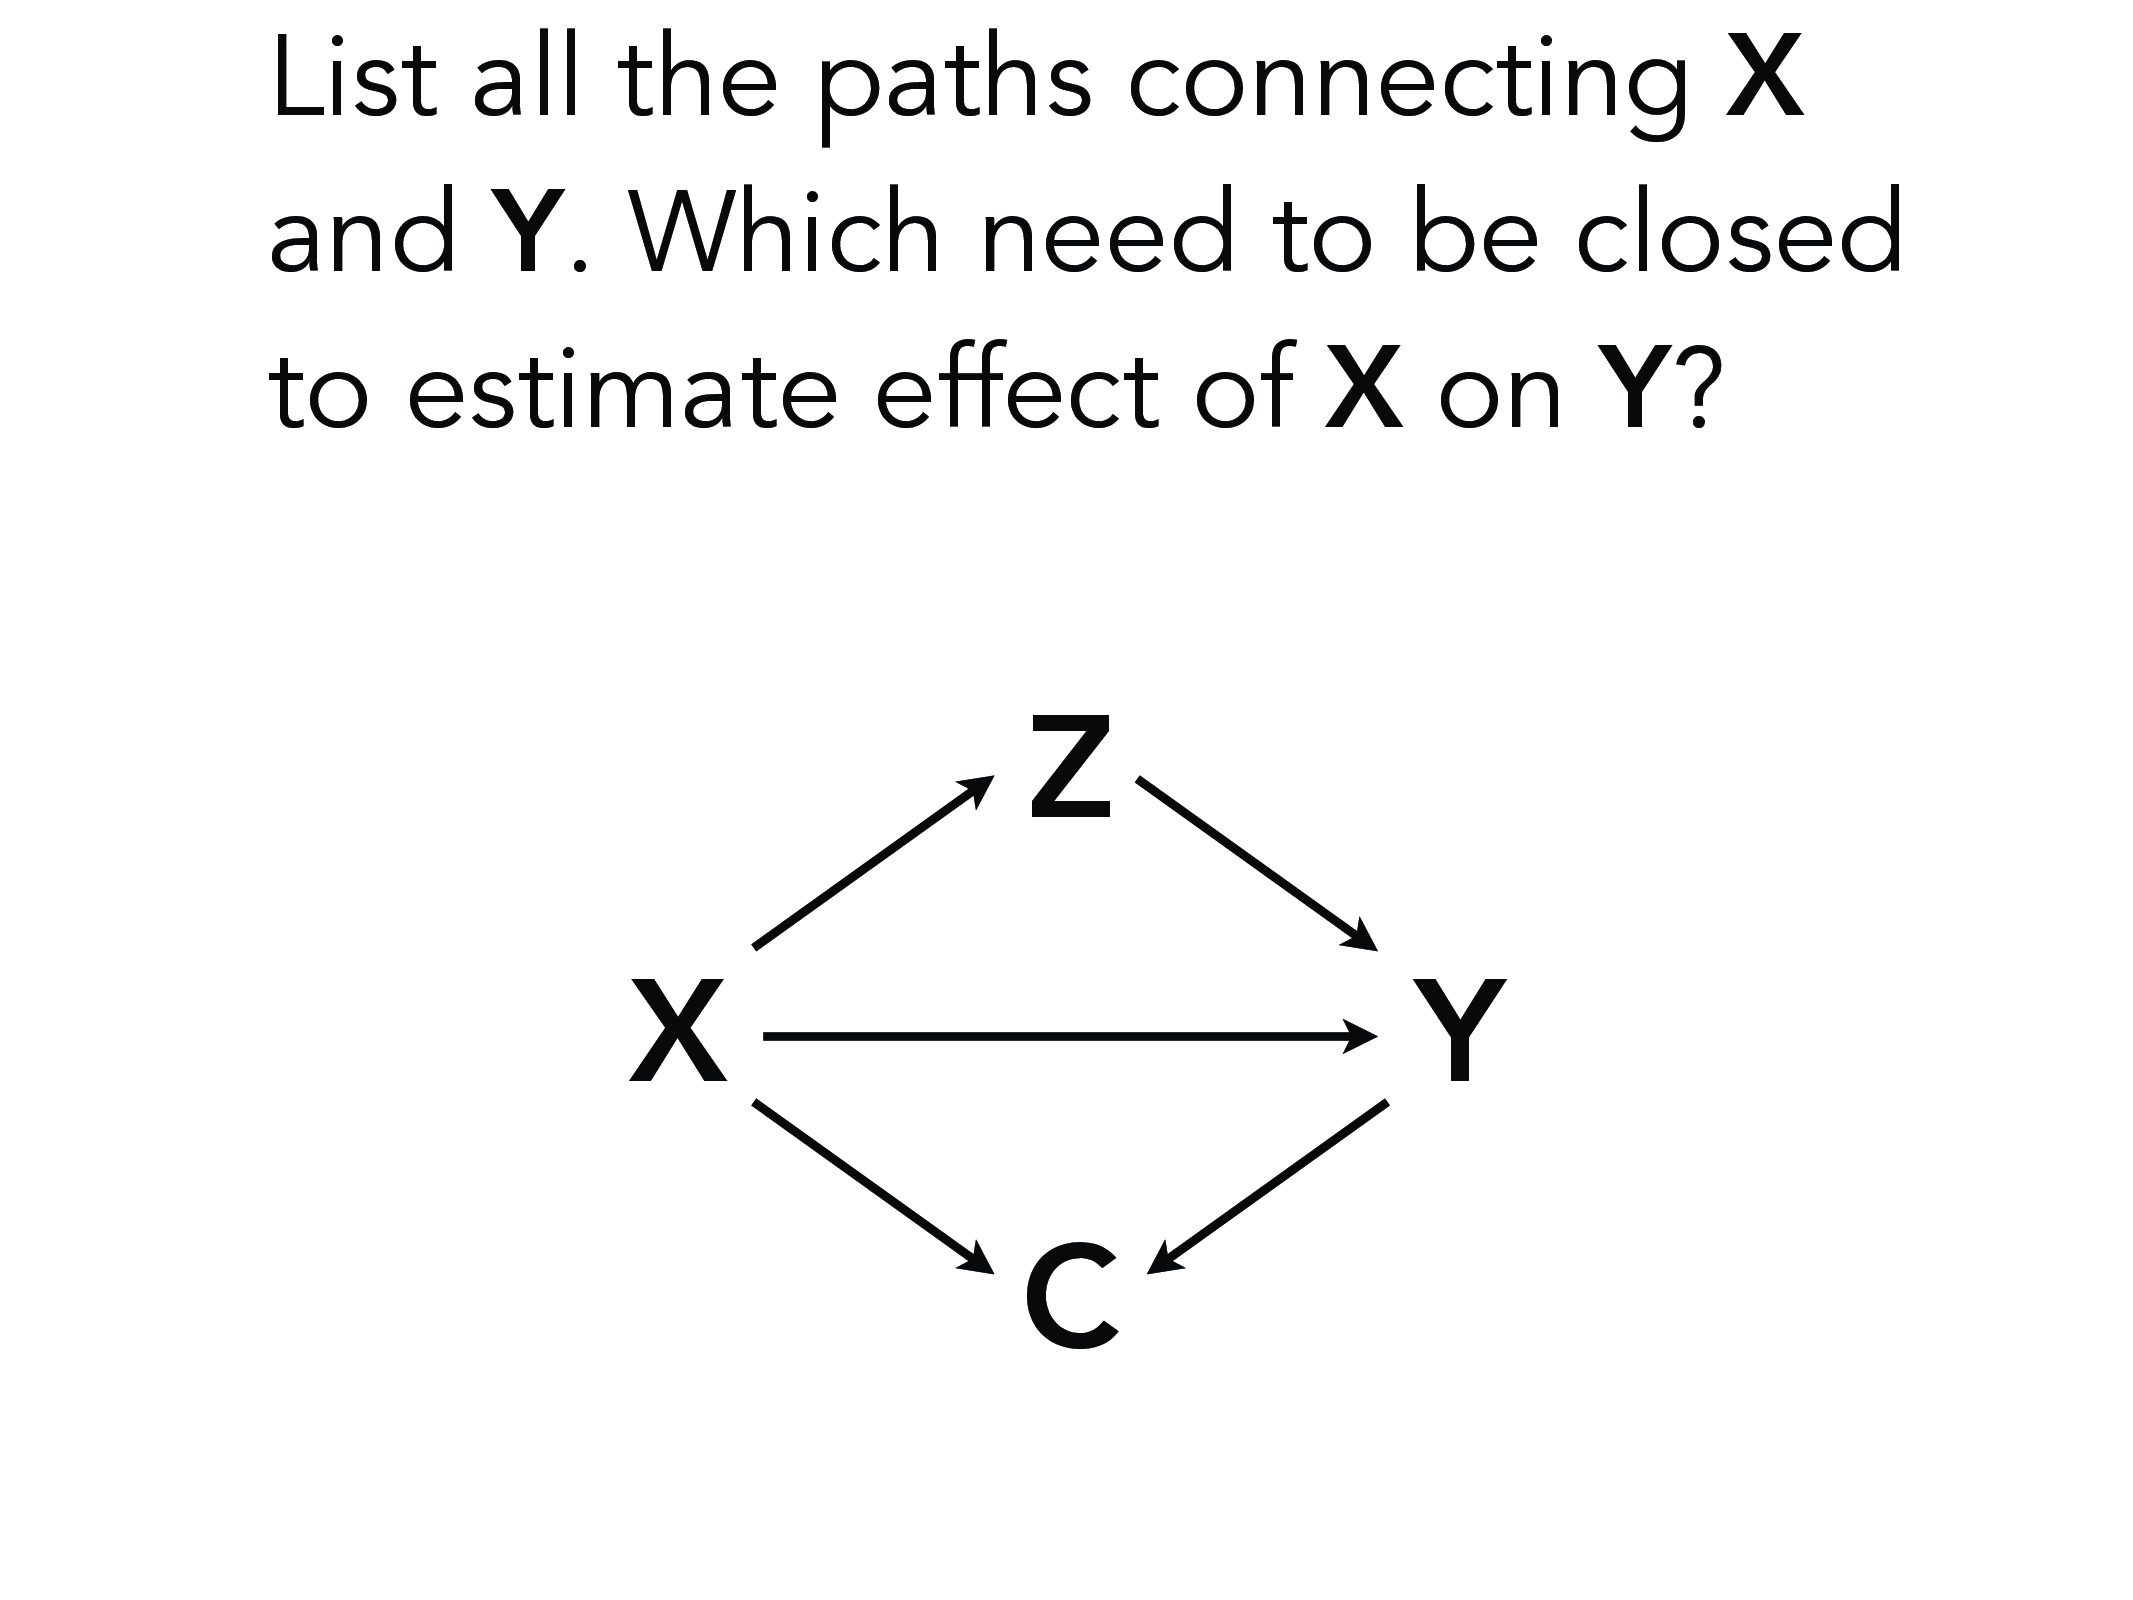 List all the paths connecting X
and Y. Which need to be closed
to estimate effect of X on Y?
Z
X
Y
C